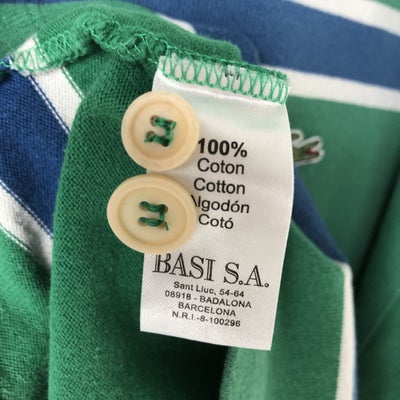 100%
Coton
Cotton
Algodón
Cotó
BASI S.A.
Sant Lluc, 54-64
08918 - BADALONA
BARCELONA
N.R.I.-8-100296